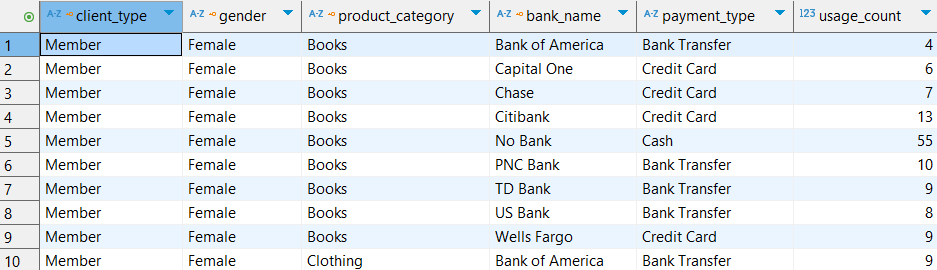 A-Z client_type A-Z gender A-Z product_category A-Z bank_name A-Z payment_type 123 usage_count
1 Member Female Books Bank of America Bank Transfer 4
2 Member Female Books Capital One Credit Card 6
3 Member Female Books Chase Credit Card 7
4 Member Female Books Citibank Credit Card 13
5 Member Female Books No Bank Cash 55
6 Member Female Books PNC Bank Bank Transfer 10
7 Member Female Books TD Bank Bank Transfer 9
8 Member Female Books US Bank Bank Transfer 8
9 Member Female Books Wells Fargo Credit Card 9
10 Member Female Clothing Bank of America Bank Transfer 9